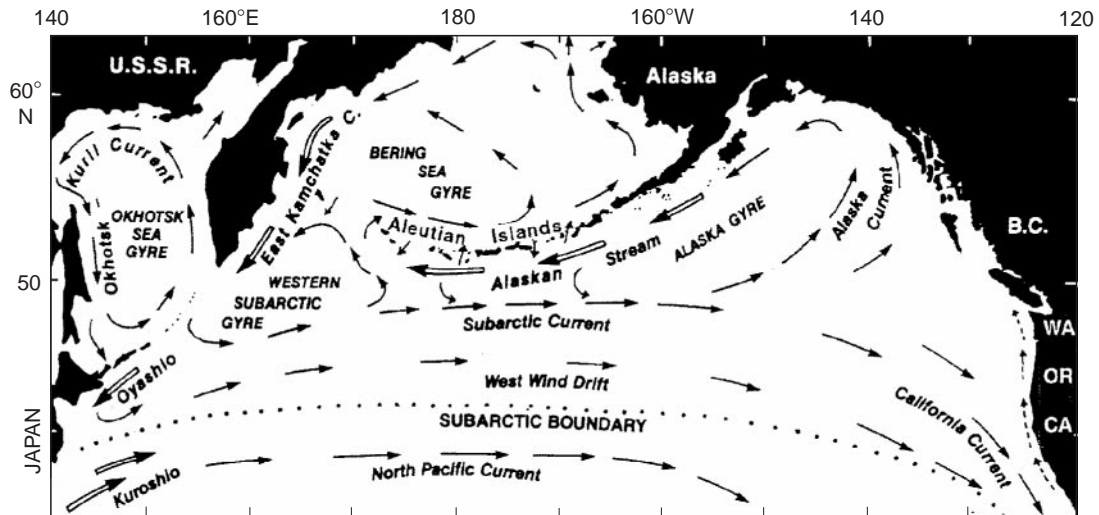 140
160°E
180
160°W
140
120
U.S.S.R.
Alaska
60°
N
Kuril Current
East Kamchatka C.
BERING
SEA
GYRE
OKHOTSK
SEA
GYRE
Okhotsk
Aleutian Islands
Alaskan Stream
ALASKA GYRE
Alaska
Current
B.C.
50
WESTERN
SUBARCTIC
GYRE
Subarctic Current
WA
Oyashio
West Wind Drift
OR
California Current
CA
SUBARCTIC BOUNDARY
JAPAN
Kuroshio
North Pacific Current